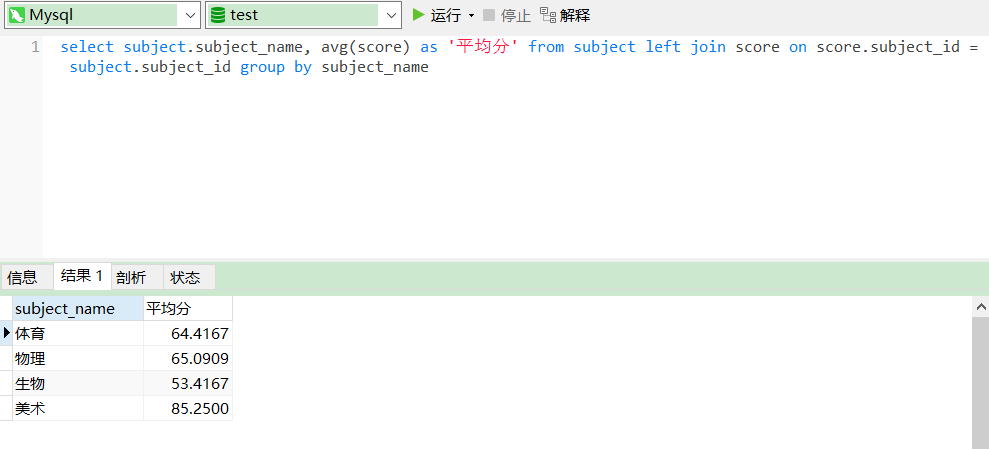 Mysql test 运行 停止 解释
1 select subject.subject_name, avg(score) as '平均分' from subject left join score on score.subject_id =
subject.subject_id group by subject_name
信息 结果 1 剖析 状态
subject_name 平均分
体育 64.4167
物理 65.0909
生物 53.4167
美术 85.2500